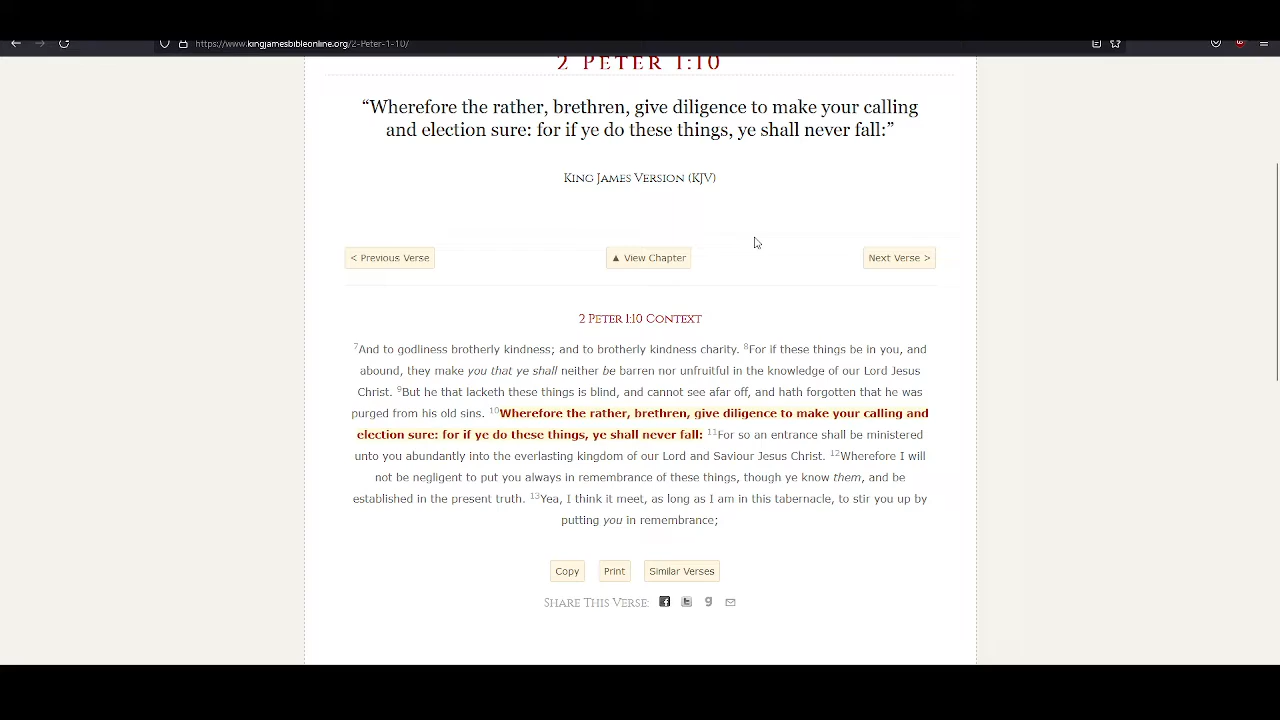 https://www.kingjamesbibleonline.org/2-Peter-1-10/
2 Peter 1:10
“Wherefore the rather, brethren, give diligence to make your calling
and election sure: for if ye do these things, ye shall never fall:”
King James Version (KJV)
< Previous Verse
▲ View Chapter
Next Verse >
2 Peter 1:10 Context
7And to godliness brotherly kindness; and to brotherly kindness charity. 8For if these things be in you, and
abound, they make you that ye shall neither be barren nor unfruitful in the knowledge of our Lord Jesus
Christ. 9But he that lacketh these things is blind, and cannot see afar off, and hath forgotten that he was
purged from his old sins. 10Wherefore the rather, brethren, give diligence to make your calling and
election sure: for if ye do these things, ye shall never fall: 11For so an entrance shall be ministered
unto you abundantly into the everlasting kingdom of our Lord and Saviour Jesus Christ. 12Wherefore I will
not be negligent to put you always in remembrance of these things, though ye know them, and be
established in the present truth. 13Yea, I think it meet, as long as I am in this tabernacle, to stir you up by
putting you in remembrance;
Copy
Print
Similar Verses
Share This Verse: